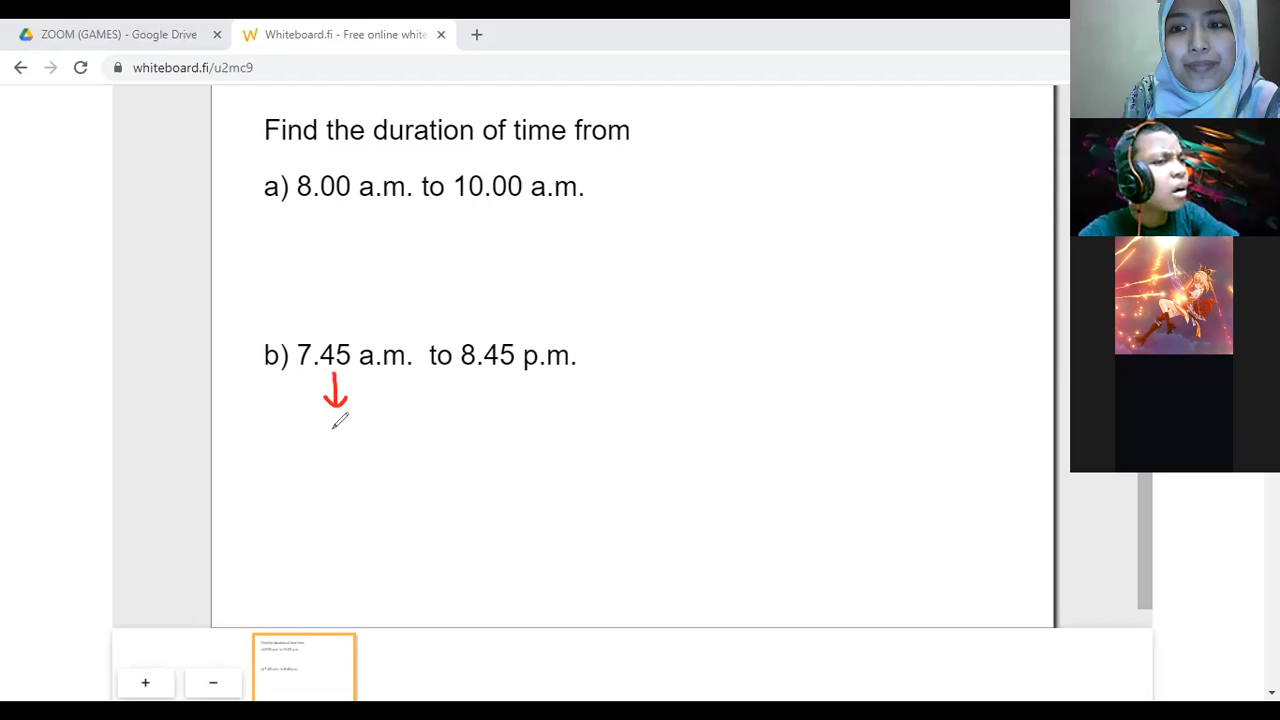 ZOOM (GAMES) - Google Drive
Whiteboard.fi - Free online white
whiteboard.fi/u2mc9
Find the duration of time from
a) 8.00 a.m. to 10.00 a.m.
b) 7.45 a.m. to 8.45 p.m.